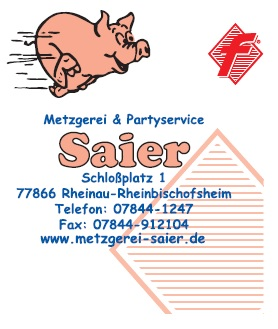 f
Metzgerei & Partyservice
Saier
Schloßplatz 1
77866 Rheinau-Rheinbischofsheim
Telefon: 07844-1247
Fax: 07844-912104
www.metzgerei-saier.de